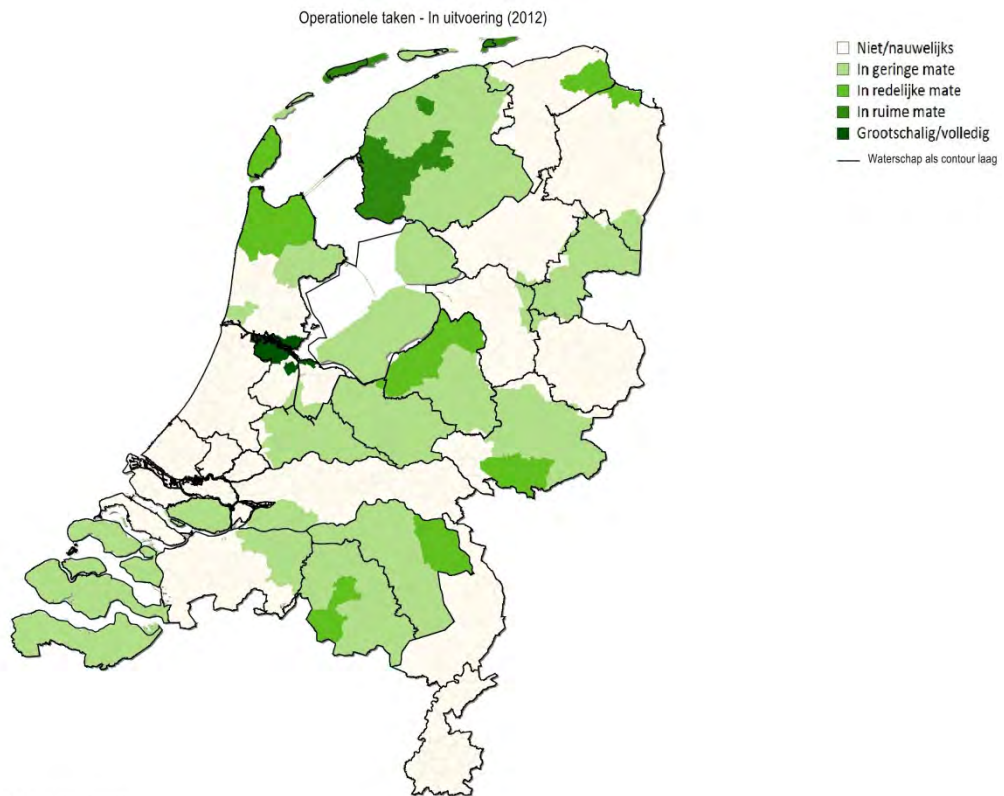 Operationele taken - In uitvoering (2012)
Niet/nauwelijks
In geringe mate
In redelijke mate
In ruime mate
Grootschalig/volledig
Waterschap als contour laag